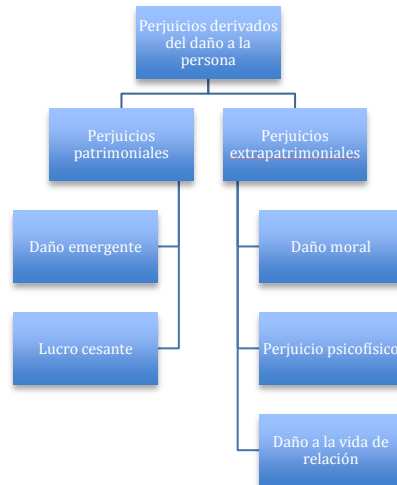 Perjuicios derivados
del daño a la
persona
Perjuicios
patrimoniales
Perjuicios
extrapatrimoniales
Daño emergente
Daño moral
Lucro cesante
Perjuicio psicofísico
Daño a la vida de
relación